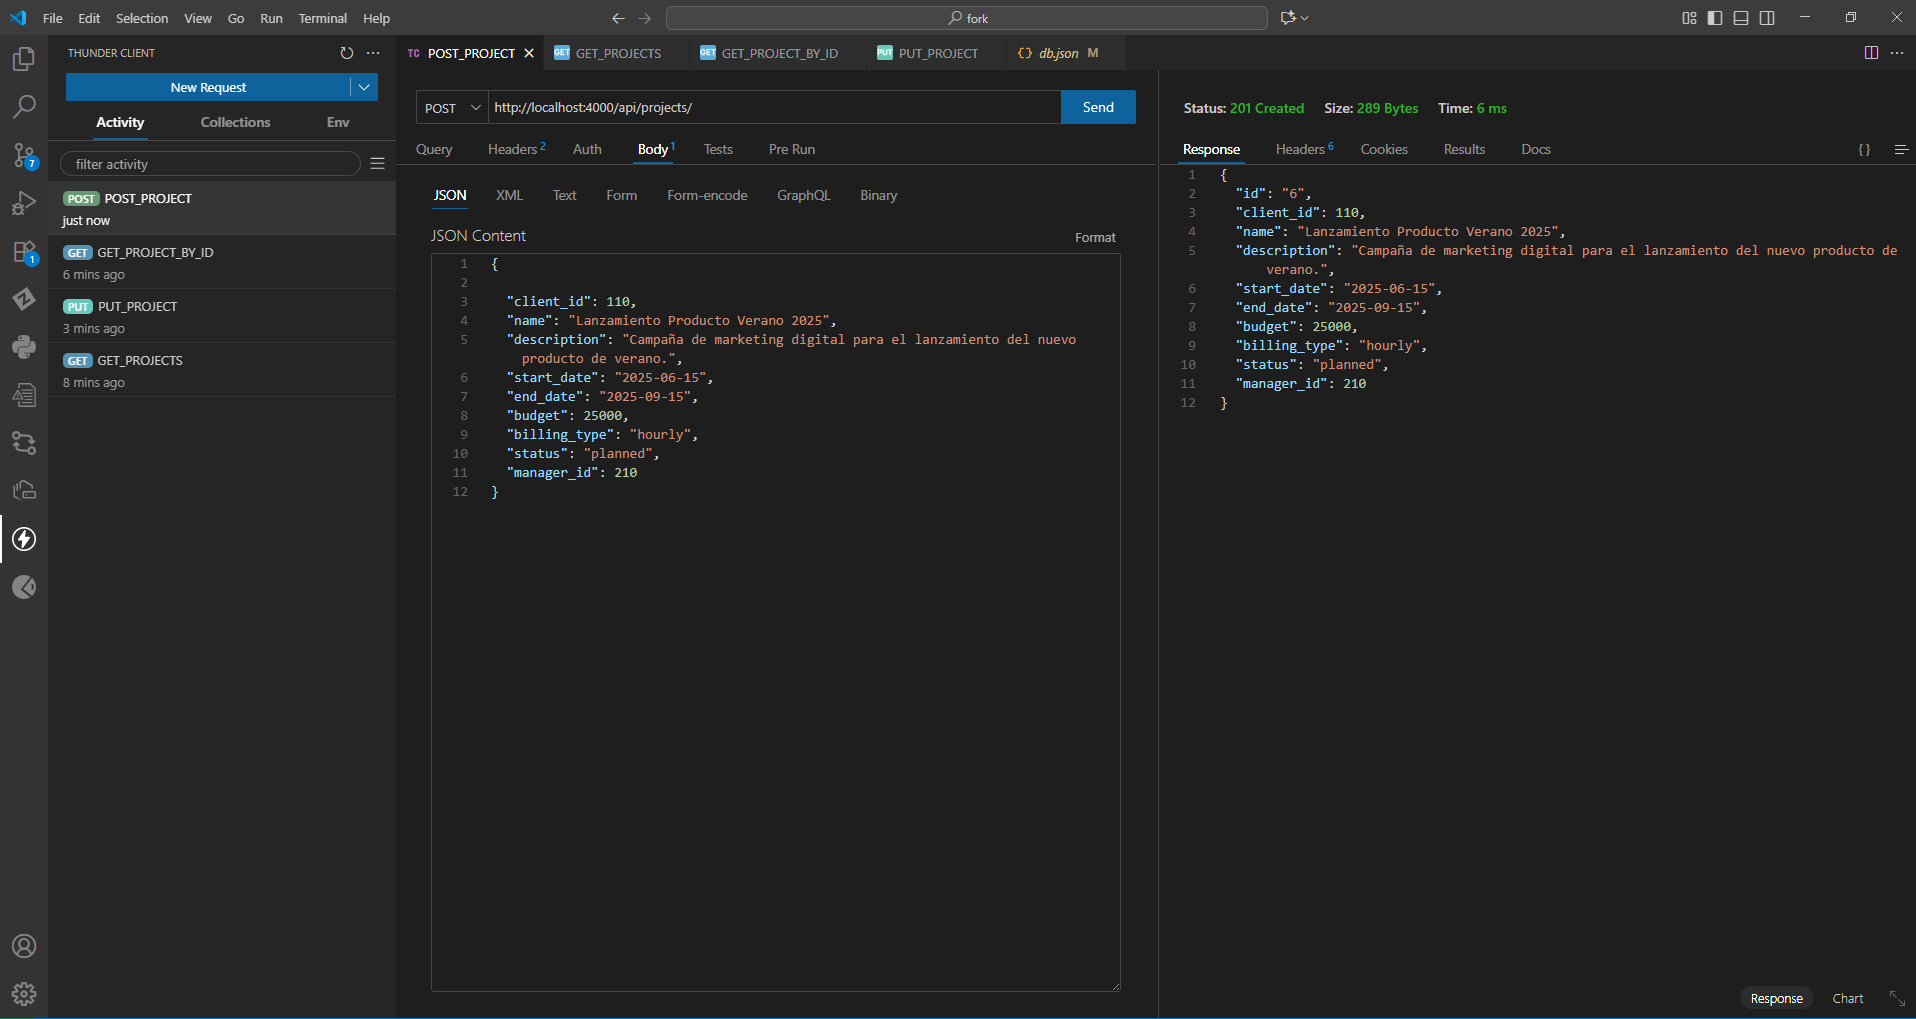 File Edit Selection View Go Run Terminal Help
fork
THUNDER CLIENT
New Request
Activity Collections Env
filter activity
POST POST_PROJECT
just now
GET GET_PROJECT_BY_ID
6 mins ago
PUT PUT_PROJECT
3 mins ago
GET GET_PROJECTS
8 mins ago
7
1
TC POST_PROJECT
GET GET_PROJECTS
GET GET_PROJECT_BY_ID
PUT PUT_PROJECT
{} db.json M
POST http://localhost:4000/api/projects/ Send
Query Headers 2 Auth Body 1 Tests Pre Run
JSON XML Text Form Form-encode GraphQL Binary
JSON Content Format
1 {
2
3 "client_id": 110,
4 "name": "Lanzamiento Producto Verano 2025",
5 "description": "Campaña de marketing digital para el lanzamiento del nuevo
producto de verano.",
6 "start_date": "2025-06-15",
7 "end_date": "2025-09-15",
8 "budget": 25000,
9 "billing_type": "hourly",
10 "status": "planned",
11 "manager_id": 210
12 }
Status: 201 Created Size: 289 Bytes Time: 6 ms
Response Headers 6 Cookies Results Docs {}
1 {
2 "id": "6",
3 "client_id": 110,
4 "name": "Lanzamiento Producto Verano 2025",
5 "description": "Campaña de marketing digital para el lanzamiento del nuevo producto de
verano.",
6 "start_date": "2025-06-15",
7 "end_date": "2025-09-15",
8 "budget": 25000,
9 "billing_type": "hourly",
10 "status": "planned",
11 "manager_id": 210
12 }
Response Chart